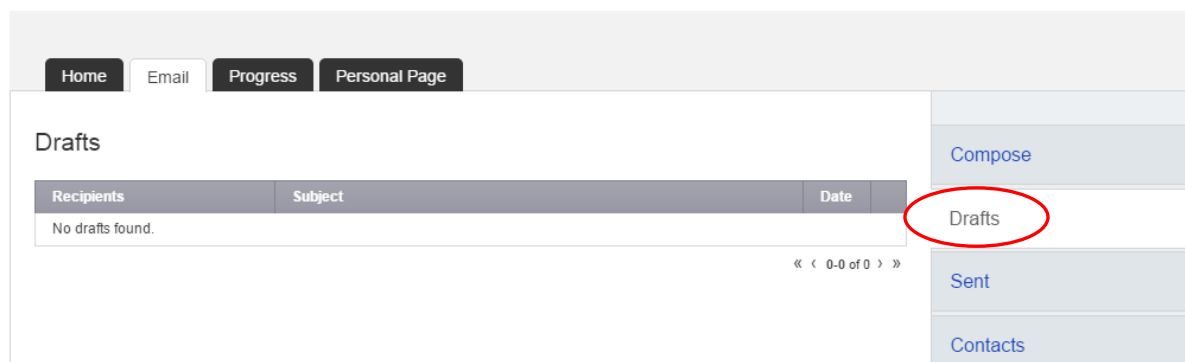 Home Email Progress Personal Page
Drafts
Recipients Subject Date
No drafts found.
« ‹ 0-0 of 0 › »
Compose
Drafts
Sent
Contacts